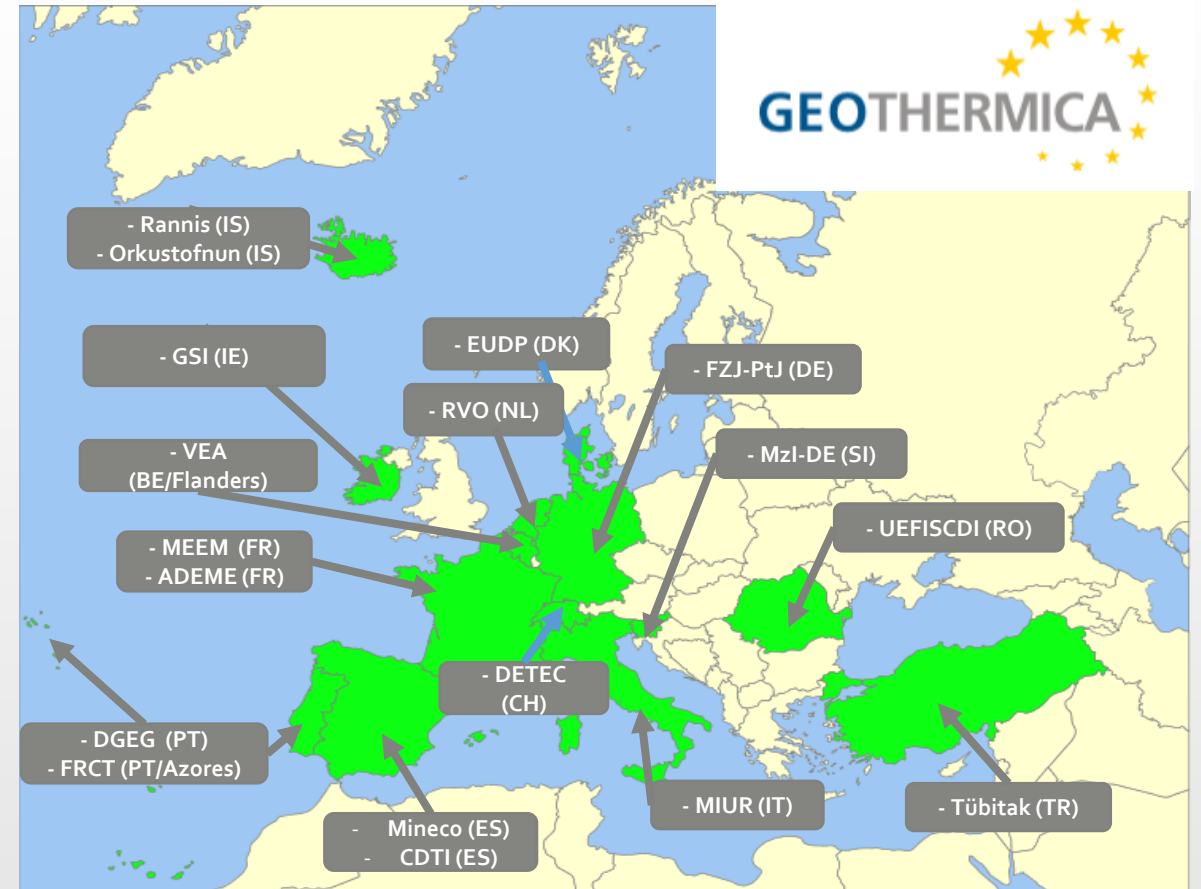 GEOTHERMICA
- Rannis (IS)
- Orkustofnun (IS)
- GSI (IE)
- EUDP (DK)
- FZJ-PtJ (DE)
- RVO (NL)
- VEA
(BE/Flanders)
- MzI-DE (SI)
- UEFISCDI (RO)
- MEEM (FR)
- ADEME (FR)
- DETEC
(CH)
- DGEG (PT)
- FRCT (PT/Azores)
- MIUR (IT)
- Tübitak (TR)
- Mineco (ES)
- CDTI (ES)